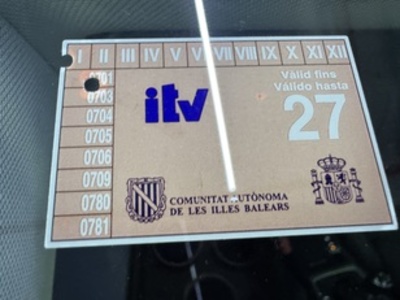 I II III IV V VI VII VIII IX X XI XII
0701
0703
0704
0705
0706
0709
0780
0781
itv
Vàlid fins
Válido hasta
27
COMUNITAT AUTÒNOMA
DE LES ILLES BALEARS